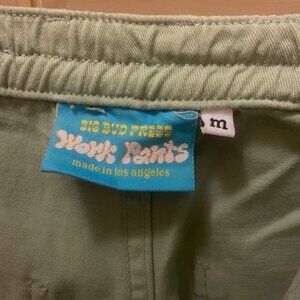 BIG BUD PRESS
Work Pants
made in los angeles
m